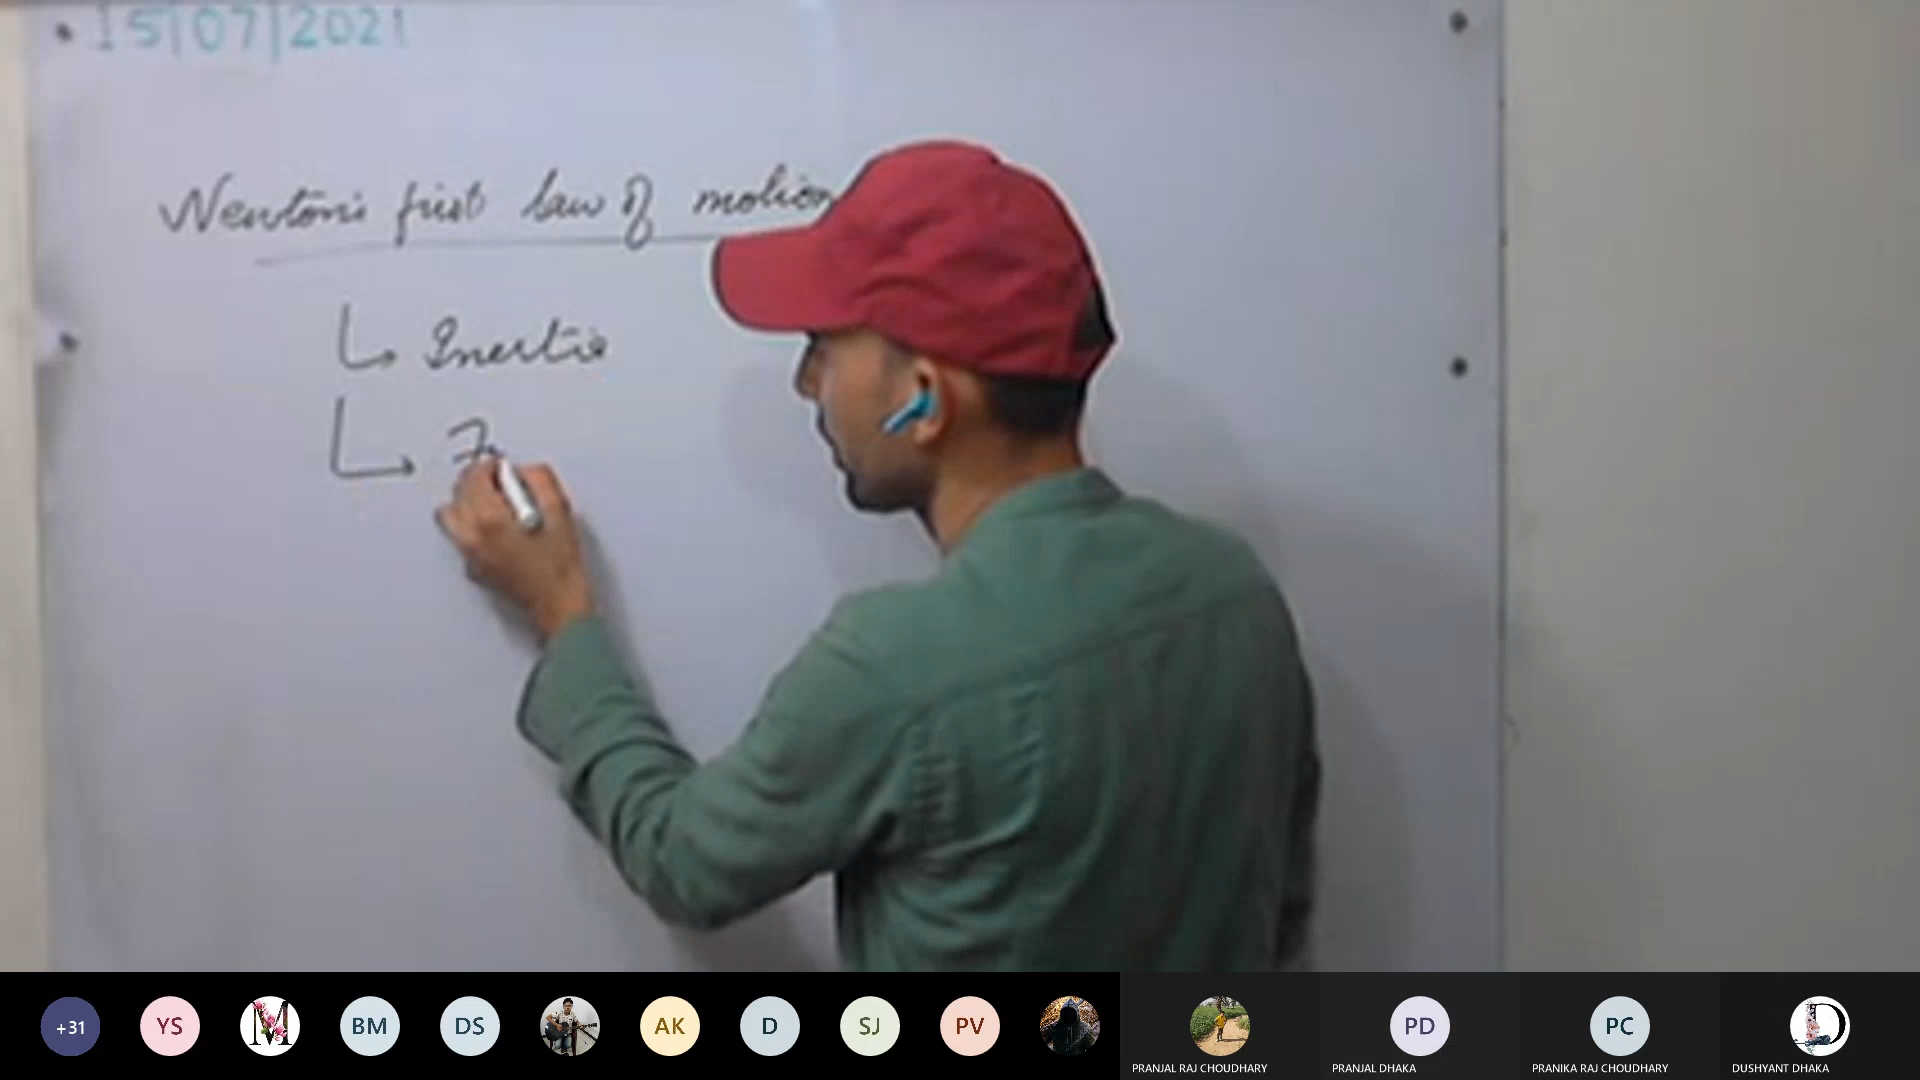 15/07/2021
Newton's first law of motion
Inertia
F
+31 YS M BM DS AK D SJ PV PD PC D
PRANJAL RAJ CHOUDHARY PRANJAL DHAKA PRANIKA RAJ CHOUDHARY DUSHYANT DHAKA